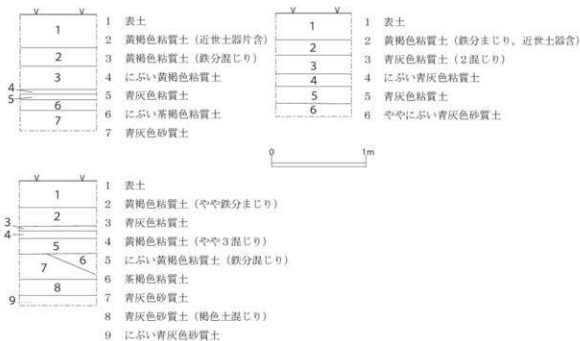 1 表土
2 黄褐色粘質土（近世土器片含）
3 黄褐色粘質土（鉄分混じり）
4 にぶい黄褐色粘質土
5 青灰色粘質土
6 にぶい茶褐色粘質土
7 青灰色砂質土
1
2
3
4
5
6
7
1 表土
2 黄褐色粘質土（鉄分まじり，近世土器含）
3 青灰色粘質土（2混じり）
4 にぶい青灰色粘質土
5 青灰色粘質土
6 ややにぶい青灰色砂質土
1
2
3
4
5
6
0 1m
1 表土
2 黄褐色粘質土（やや鉄分まじり）
3 青灰色粘質土
4 黄褐色粘質土（やや3混じり）
5 にぶい黄褐色粘質土（鉄分混じり）
6 茶褐色粘質土
7 青灰色砂質土
8 青灰色砂質土（褐色土混じり）
9 にぶい青灰色砂質土
1
2
3
4
5
6
7
8
9